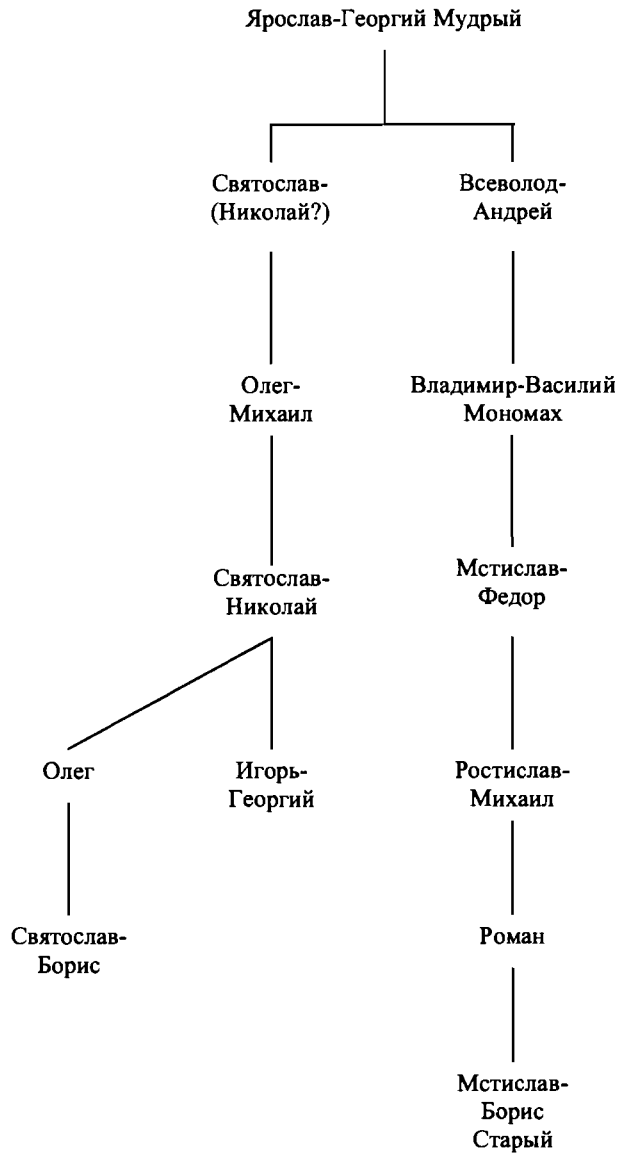 Ярослав-Георгий Мудрый
Святослав-
(Николай?)
Всеволод-
Андрей
Олег-
Михаил
Владимир-Василий
Мономах
Святослав-
Николай
Мстислав-
Федор
Олег
Игорь-
Георгий
Ростислав-
Михаил
Святослав-
Борис
Роман
Мстислав-
Борис
Старый